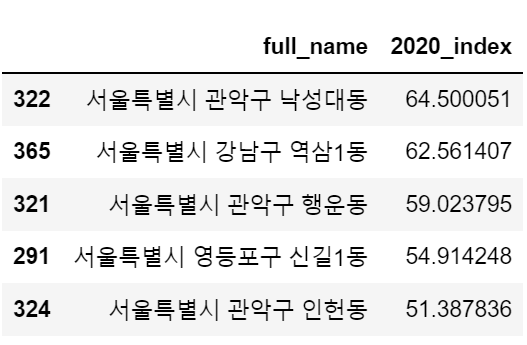 full_name 2020_index
322 서울특별시 관악구 낙성대동 64.500051
365 서울특별시 강남구 역삼1동 62.561407
321 서울특별시 관악구 행운동 59.023795
291 서울특별시 영등포구 신길1동 54.914248
324 서울특별시 관악구 인헌동 51.387836